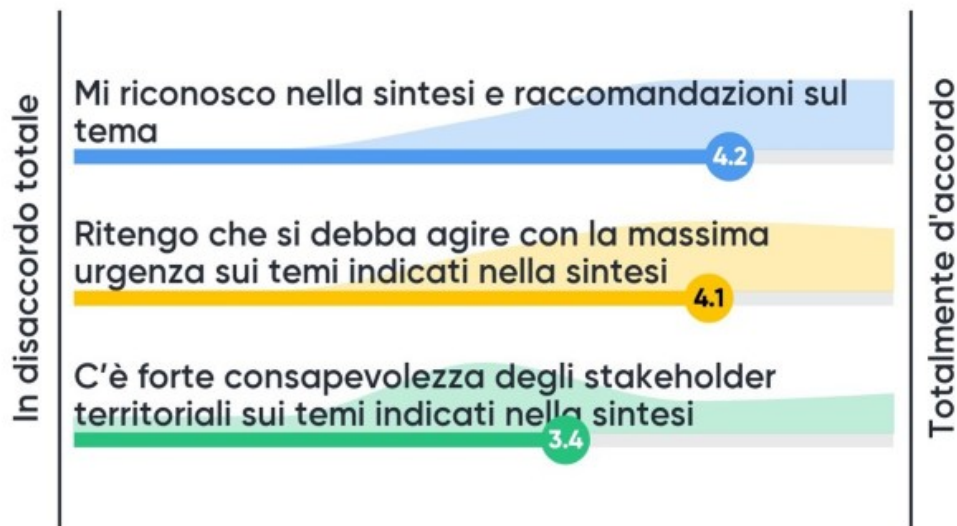 In disaccordo totale
Mi riconosco nella sintesi e raccomandazioni sul
tema
4.2
Ritengo che si debba agire con la massima
urgenza sui temi indicati nella sintesi
4.1
C'è forte consapevolezza degli stakeholder
territoriali sui temi indicati nella sintesi
3.4
Totalmente d'accordo